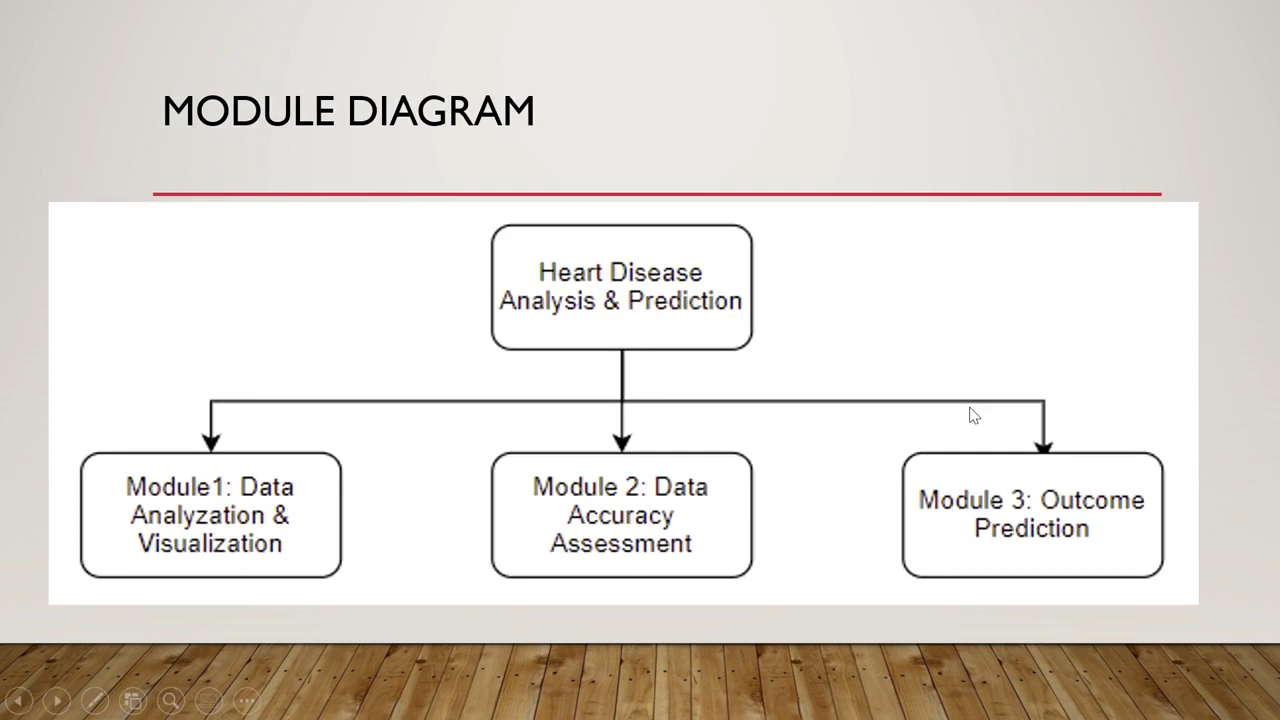 MODULE DIAGRAM
Heart Disease
Analysis & Prediction
Module1: Data
Analyzation &
Visualization
Module 2: Data
Accuracy
Assessment
Module 3: Outcome
Prediction